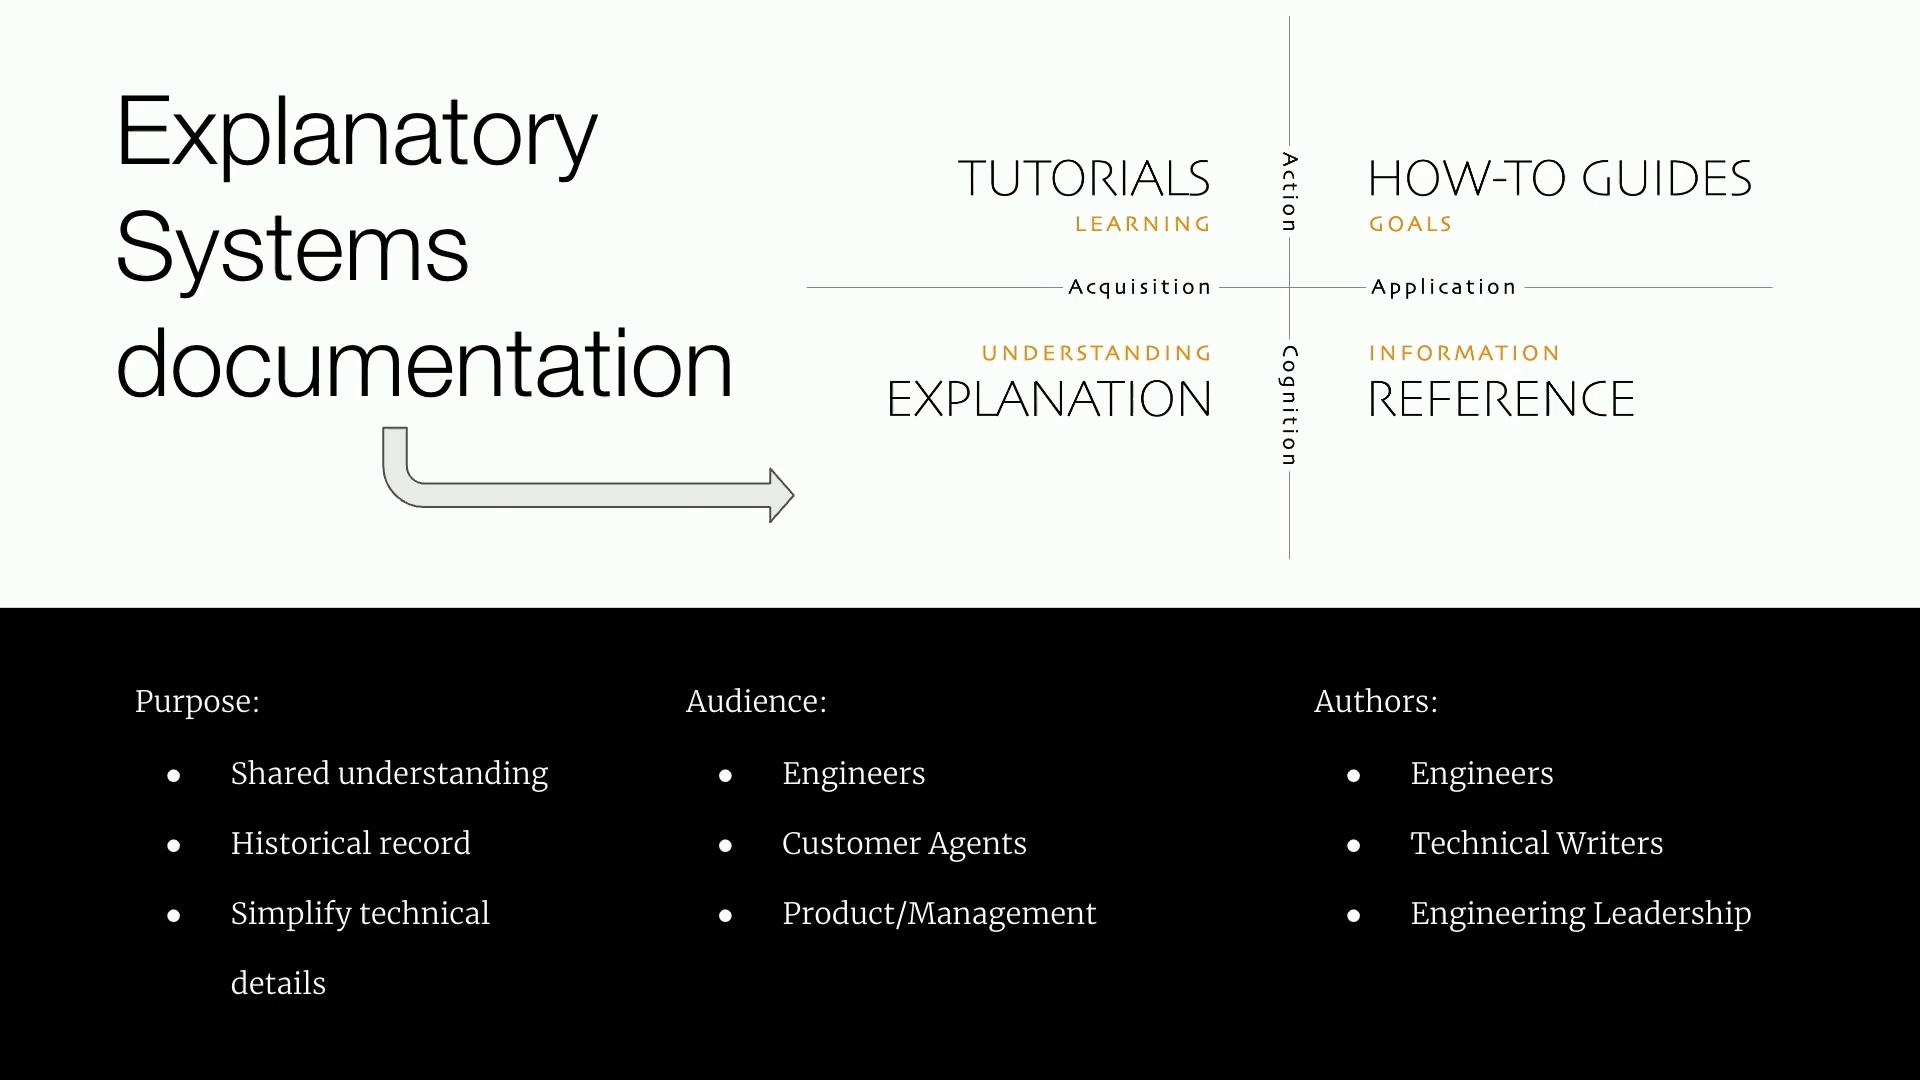 Explanatory
Systems
documentation
Action
TUTORIALS
LEARNING
HOW-TO GUIDES
GOALS
Acquisition
Application
UNDERSTANDING
EXPLANATION
Cognition
INFORMATION
REFERENCE
Purpose:
● Shared understanding
● Historical record
● Simplify technical
details
Audience:
● Engineers
● Customer Agents
● Product/Management
Authors:
● Engineers
● Technical Writers
● Engineering Leadership